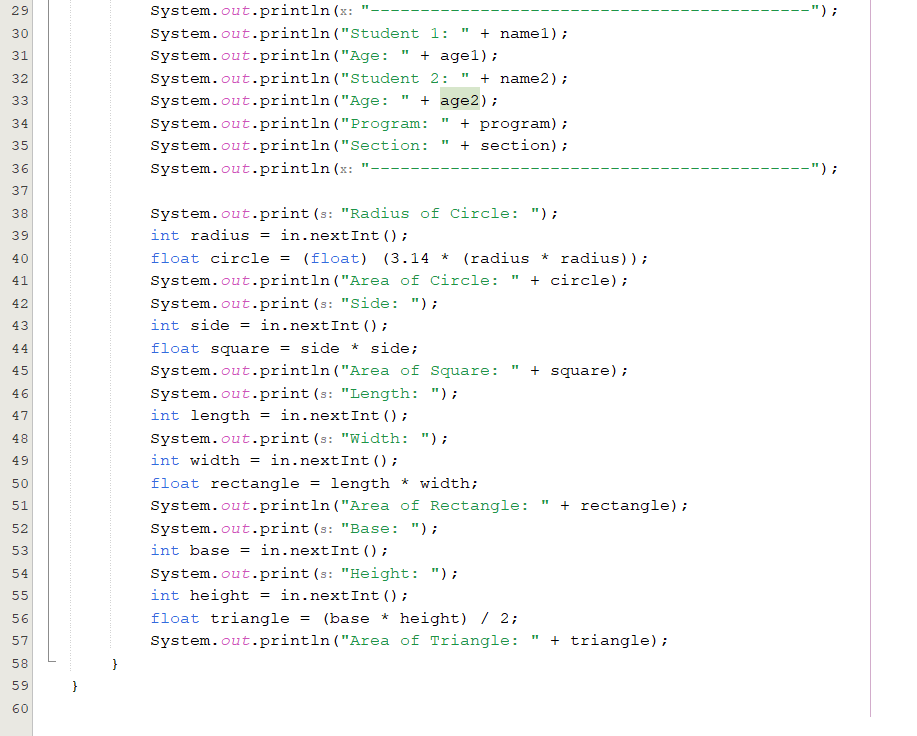 29 System.out.println(x: "--------------------------------------------");
30 System.out.println("Student 1: " + name1);
31 System.out.println("Age: " + age1);
32 System.out.println("Student 2: " + name2);
33 System.out.println("Age: " + age2);
34 System.out.println("Program: " + program);
35 System.out.println("Section: " + section);
36 System.out.println(x: "--------------------------------------------");
37
38 System.out.print(s: "Radius of Circle: ");
39 int radius = in.nextInt();
40 float circle = (float) (3.14 * (radius * radius));
41 System.out.println("Area of Circle: " + circle);
42 System.out.print(s: "Side: ");
43 int side = in.nextInt();
44 float square = side * side;
45 System.out.println("Area of Square: " + square);
46 System.out.print(s: "Length: ");
47 int length = in.nextInt();
48 System.out.print(s: "Width: ");
49 int width = in.nextInt();
50 float rectangle = length * width;
51 System.out.println("Area of Rectangle: " + rectangle);
52 System.out.print(s: "Base: ");
53 int base = in.nextInt();
54 System.out.print(s: "Height: ");
55 int height = in.nextInt();
56 float triangle = (base * height) / 2;
57 System.out.println("Area of Triangle: " + triangle);
58 }
59 }
60